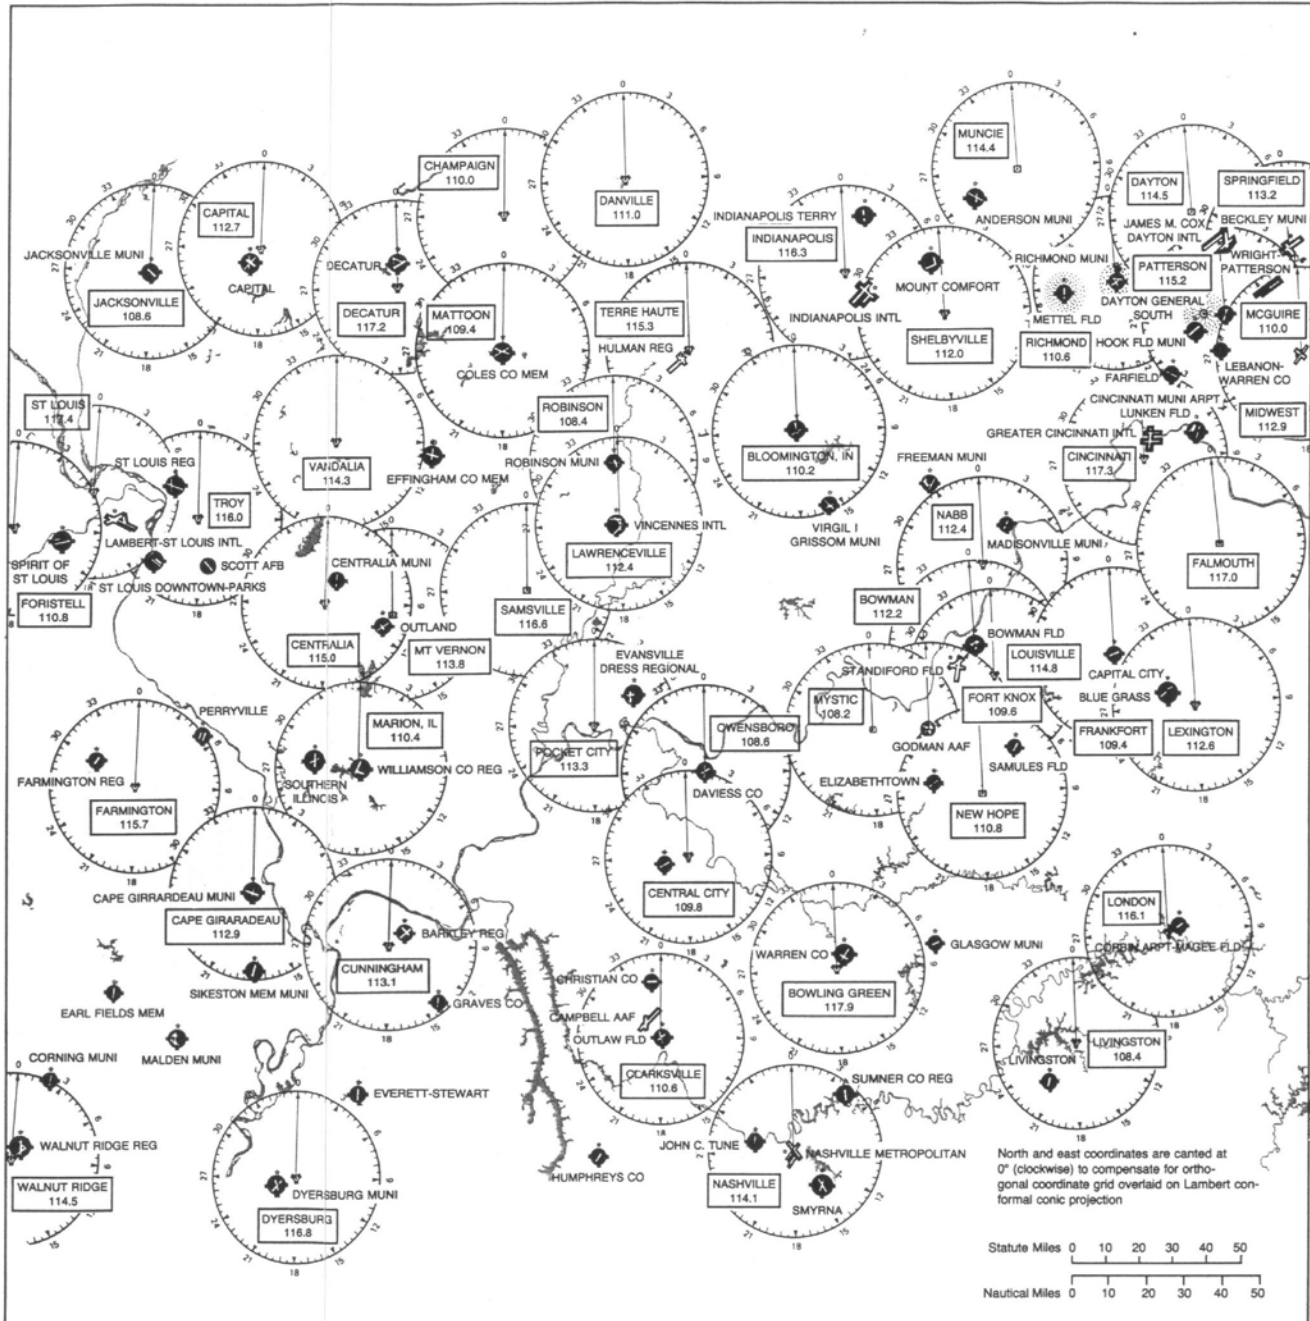 MUNCIE
114.4
CHAMPAIGN
110.0
DANVILLE
111.0
DAYTON
114.5
SPRINGFIELD
113.2
CAPITAL
112.7
INDIANAPOLIS TERRY
ANDERSON MUNI
JAMES M. COX
DAYTON INTL
BECKLEY MUNI
JACKSONVILLE MUNI
INDIANAPOLIS
116.3
RICHMOND MUNI
WRIGHT-
PATTERSON
DECATUR
CAPITAL
MOUNT COMFORT
PATTERSON
115.2
JACKSONVILLE
108.6
DECATUR
117.2
MATTOON
109.4
TERRE HAUTE
115.3
INDIANAPOLIS INTL
METTEL FLD
DAYTON GENERAL
SOUTH
MCGUIRE
110.0
HULMAN REG
SHELBYVILLE
112.0
RICHMOND
110.6
HOOK FLD MUNI
COLES CO MEM
FARFIELD
LEBANON-
WARREN CO
ST LOUIS
117.4
ROBINSON
108.4
CINCINNATI MUNI ARPT
LUNKEN FLD
MIDWEST
112.9
GREATER CINCINNATI INTL
ST LOUIS REG
VANDALIA
114.3
ROBINSON MUNI
BLOOMINGTON, IN
110.2
FREEMAN MUNI
CINCINNATI
117.3
EFFINGHAM CO MEM
TROY
116.0
VIRGIL I
GRISSOM MUNI
NABB
112.4
LAMBERT-ST LOUIS INTL
VINCENNES INTL
MADISONVILLE MUNI
SPIRIT OF
ST LOUIS
SCOTT AFB
CENTRALIA MUNI
LAWRENCEVILLE
112.4
FALMOUTH
117.0
ST LOUIS DOWNTOWN-PARKS
FORISTELL
110.8
SAMSVILLE
116.6
BOWMAN
112.2
OUTLAND
BOWMAN FLD
CENTRALIA
115.0
MT VERNON
113.8
EVANSVILLE
DRESS REGIONAL
STANDIFORD FLD
LOUISVILLE
114.8
CAPITAL CITY
BLUE GRASS
MYSTIC
108.2
FORT KNOX
109.6
PERRYVILLE
MARION, IL
110.4
OWENSBORO
108.6
FRANKFORT
109.4
LEXINGTON
112.6
POCKET CITY
113.3
GODMAN AAF
SAMULES FLD
FARMINGTON REG
WILLIAMSON CO REG
SOUTHERN
ILLINOIS
DAVIESS CO
ELIZABETHTOWN
FARMINGTON
115.7
NEW HOPE
110.8
CAPE GIRRARDEAU MUNI
CENTRAL CITY
109.8
CAPE GIRARADEAU
112.9
LONDON
116.1
BARKLEY REG
GLASGOW MUNI
CORBIN ARPT-MAGEE FLD
WARREN CO
CUNNINGHAM
113.1
BOWLING GREEN
117.9
SIKESTON MEM MUNI
CHRISTIAN CO
GRAVES CO
EARL FIELDS MEM
CAMPBELL AAF
OUTLAW FLD
LIVINGSTON
108.4
MALDEN MUNI
CORNING MUNI
LIVINGSTON
CLARKSVILLE
110.6
SUMNER CO REG
EVERETT-STEWART
WALNUT RIDGE REG
JOHN C. TUNE
NASHVILLE METROPOLITAN
HUMPHREYS CO
WALNUT RIDGE
114.5
NASHVILLE
114.1
DYERSBURG MUNI
SMYRNA
DYERSBURG
116.8
North and east coordinates are canted at
0° (clockwise) to compensate for ortho-
gonal coordinate grid overlaid on Lambert con-
formal conic projection
Statute Miles 0 10 20 30 40 50
Nautical Miles 0 10 20 30 40 50